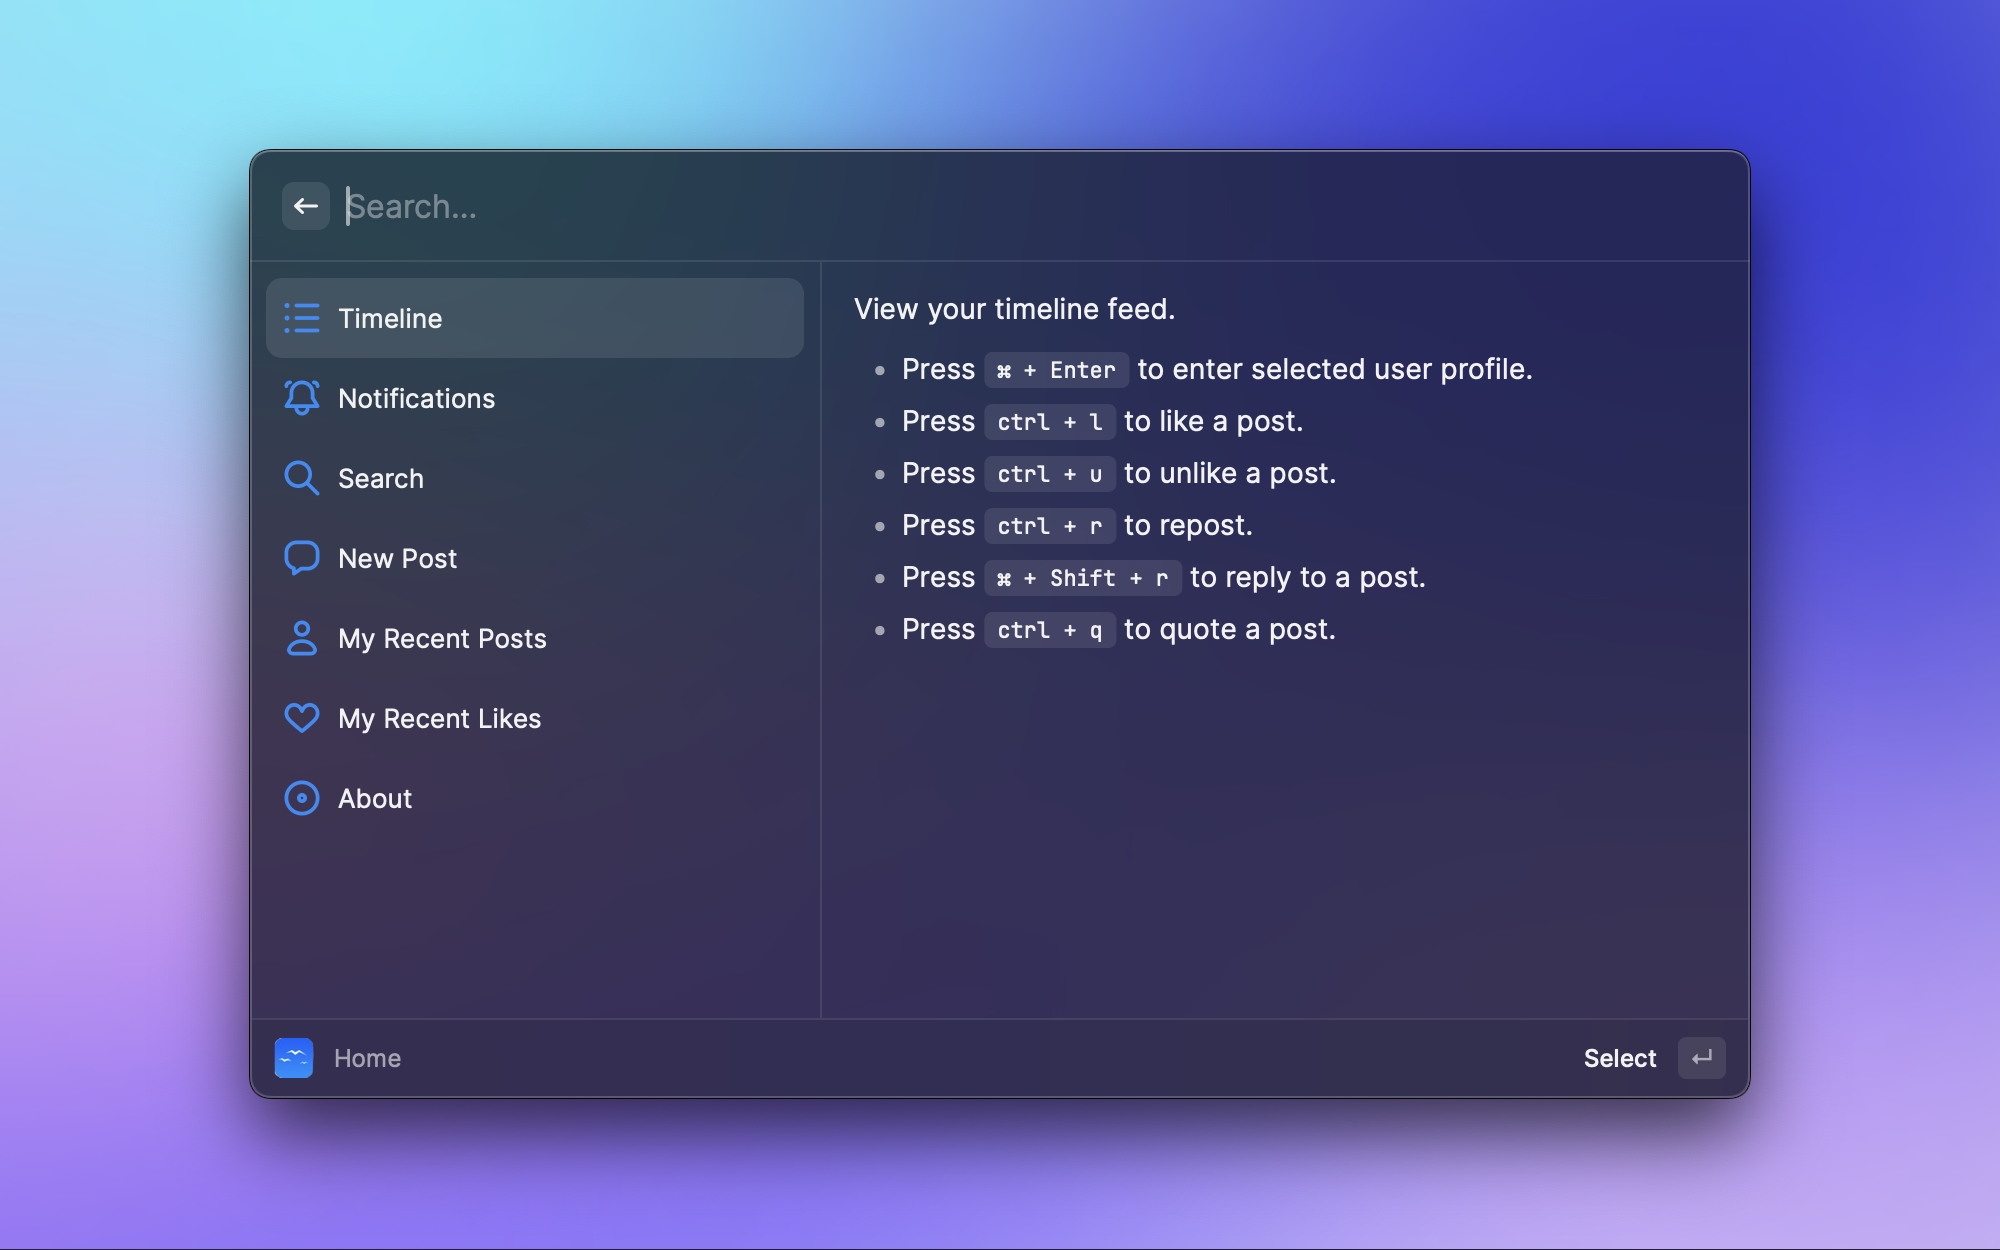 Search...
Timeline
Notifications
Search
New Post
My Recent Posts
My Recent Likes
About
View your timeline feed.
• Press ⌘ + Enter to enter selected user profile.
• Press ctrl + l to like a post.
• Press ctrl + u to unlike a post.
• Press ctrl + r to repost.
• Press ⌘ + Shift + r to reply to a post.
• Press ctrl + q to quote a post.
Home
Select